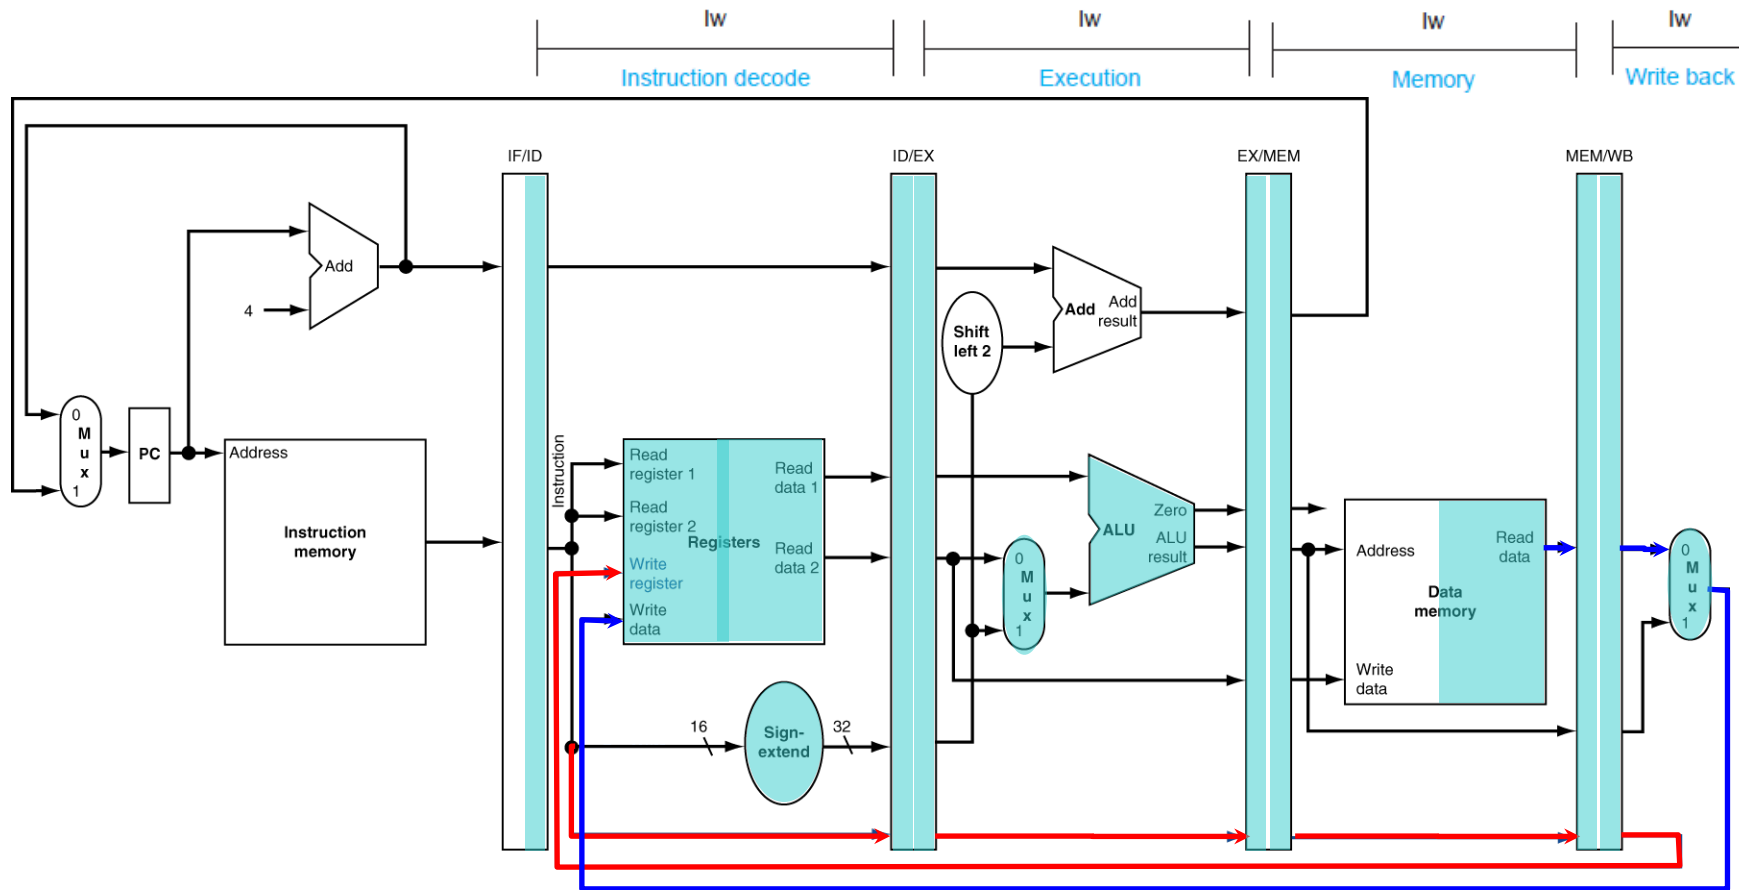 lw
lw
lw
lw
Instruction decode
Execution
Memory
Write back
IF/ID
ID/EX
EX/MEM
MEM/WB
Add
4
Add
Add
result
Shift
left 2
0
M
u
x
1
PC
Address
Instruction
memory
Instruction
Read
register 1
Read
register 2
Write
register
Write
data
Registers
Read
data 1
Read
data 2
16
Sign-
extend
32
0
M
u
x
1
ALU
Zero
ALU
result
Address
Read
data
Data
memory
Write
data
0
M
u
x
1